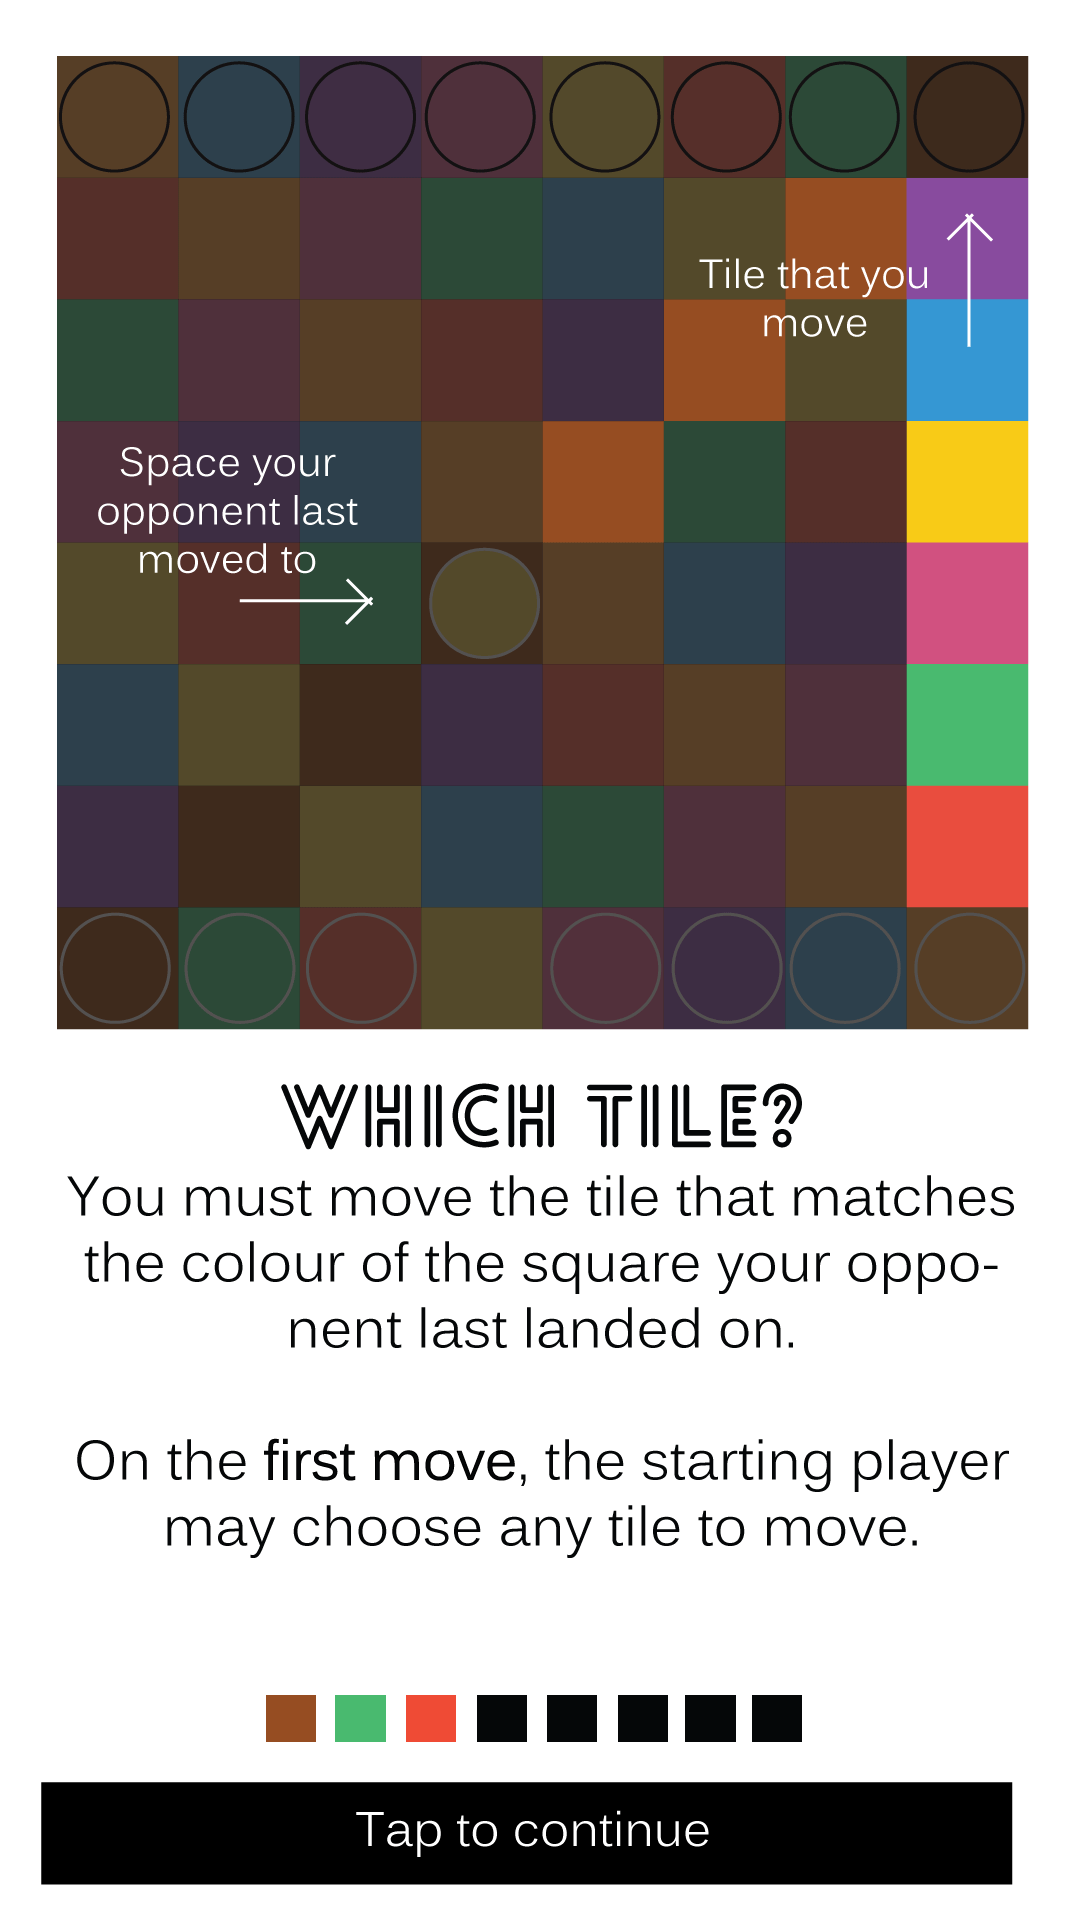 Tile that you
move
Space your
opponent last
moved to
WHICH TILE?
You must move the tile that matches
the colour of the square your oppo-
nent last landed on.
On the first move, the starting player
may choose any tile to move.
Tap to continue